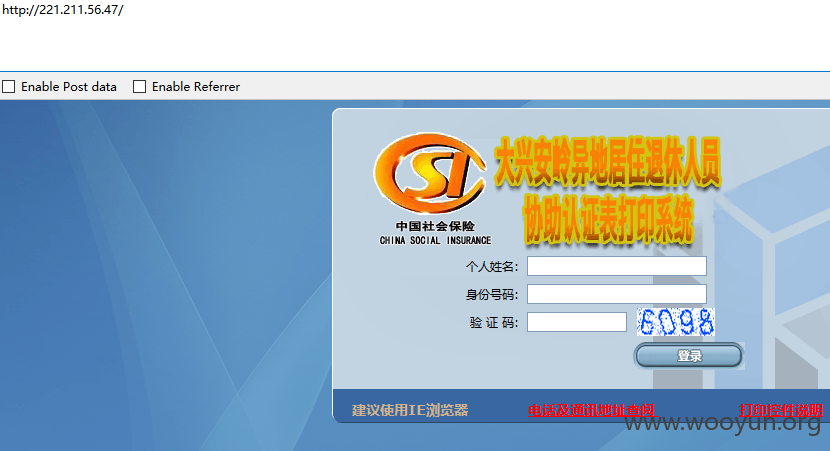 http://221.211.56.47/
Enable Post data
Enable Referrer
大兴安岭异地居住退休人员
协助认证表打印系统
中国社会保险
CHINA SOCIAL INSURANCE
个人姓名:
身份号码:
验 证 码:
6098
登录
建议使用IE浏览器
电话及通讯地址查询
打印控件说明
www.wooyun.org